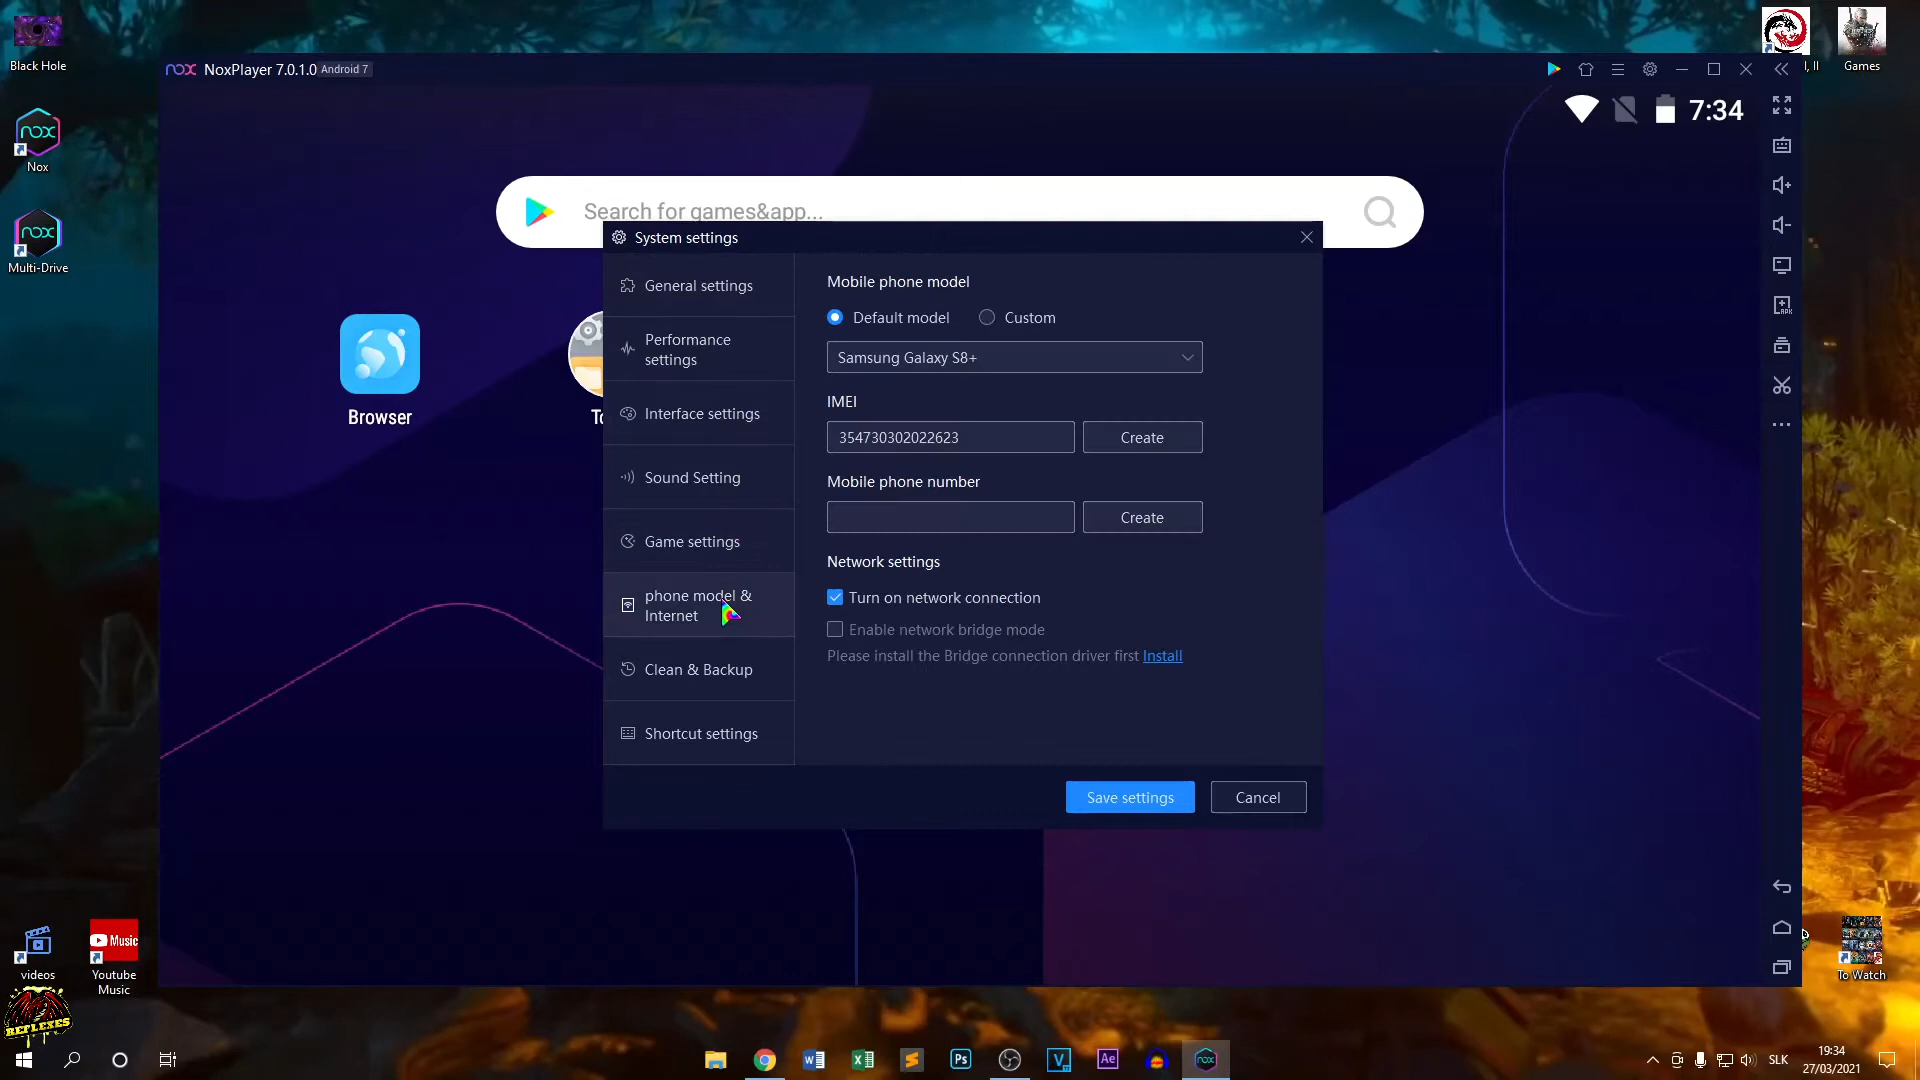 Black Hole
Nox
Multi-Drive
videos
Youtube
Music
Music
REFLEXES
nox NoxPlayer 7.0.1.0 Android 7
7:34
Search for games&app...
Browser
To
System settings
General settings
Performance
settings
Interface settings
Sound Setting
Game settings
phone model &
Internet
Clean & Backup
Shortcut settings
Mobile phone model
Default model
Custom
Samsung Galaxy S8+
IMEI
354730302022623
Create
Mobile phone number
Create
Network settings
Turn on network connection
Enable network bridge mode
Please install the Bridge connection driver first Install
Save settings
Cancel
I, II
Games
To Watch
SLK
19:34
27/03/2021